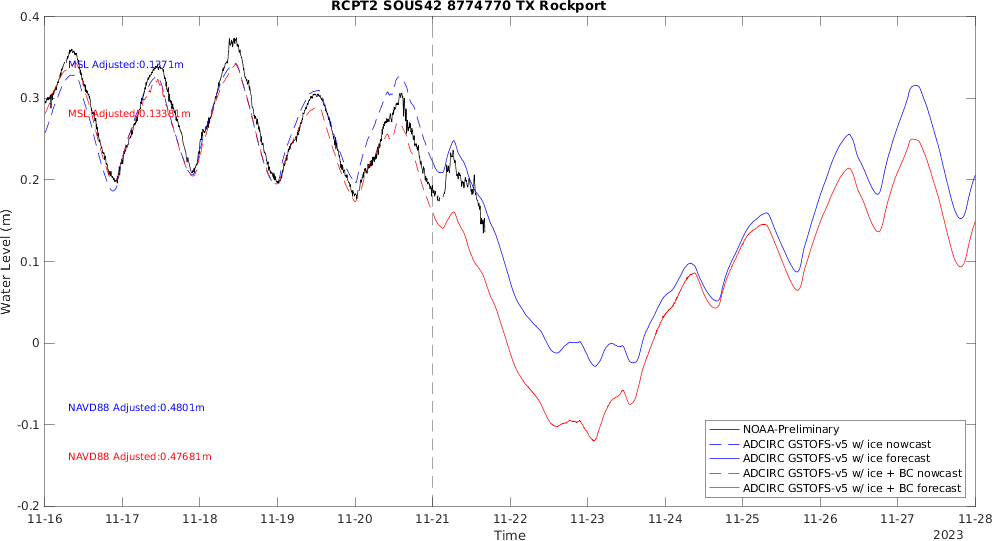 RCPT2 SOUS42 8774770 TX Rockport
Water Level (m)
0.4
0.3
0.2
0.1
0
-0.1
-0.2
MSL Adjusted:0.1371m
MSL Adjusted:0.13381m
NAVD88 Adjusted:0.4801m
NAVD88 Adjusted:0.47681m
NOAA-Preliminary
ADCIRC GSTOFS-v5 w/ ice nowcast
ADCIRC GSTOFS-v5 w/ ice forecast
ADCIRC GSTOFS-v5 w/ ice + BC nowcast
ADCIRC GSTOFS-v5 w/ ice + BC forecast
11-16 11-17 11-18 11-19 11-20 11-21 11-22 11-23 11-24 11-25 11-26 11-27 11-28
Time
2023